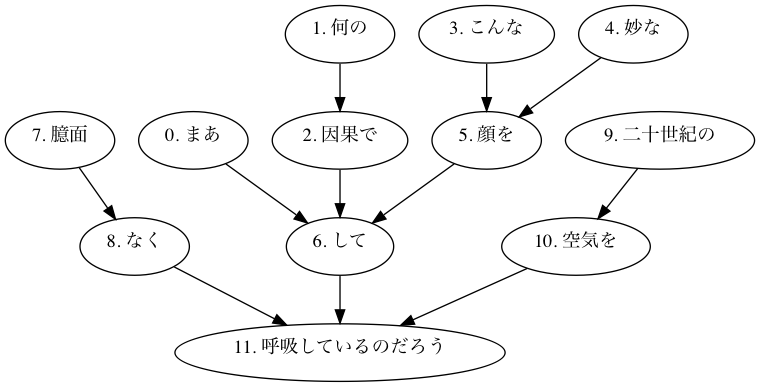 1. 何の
3. こんな
4. 妙な
7. 臆面
0. まあ
2. 因果で
5. 顔を
9. 二十世紀の
8. なく
6. して
10. 空気を
11. 呼吸しているのだろう